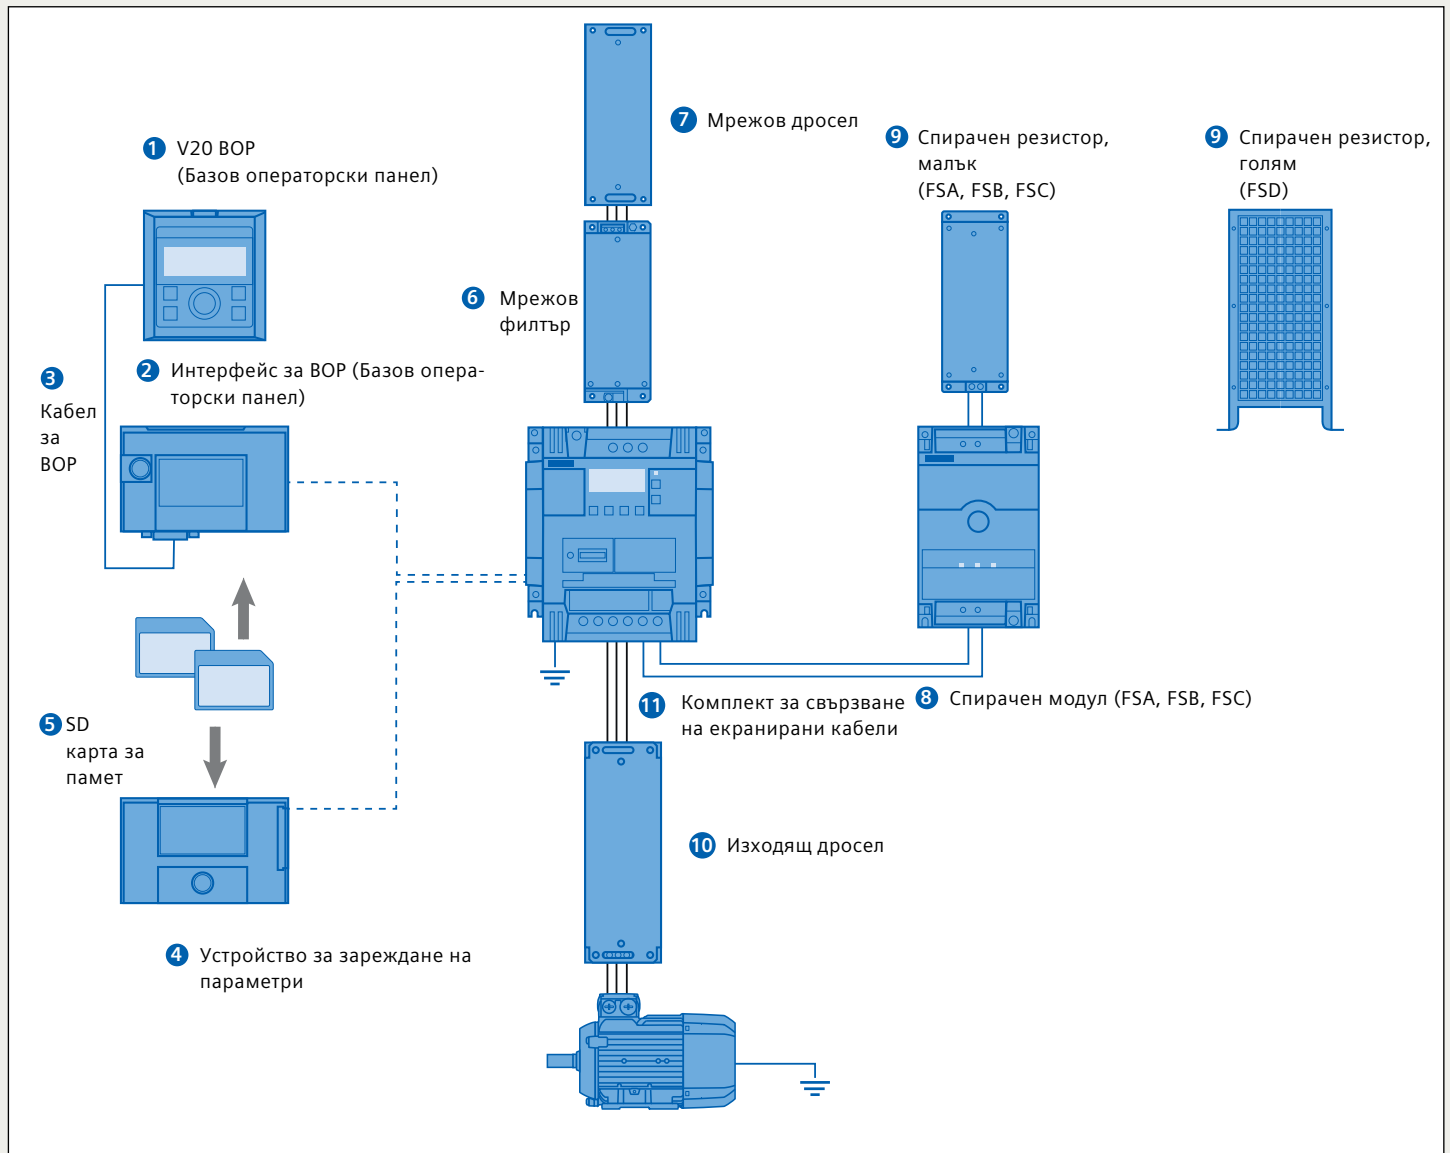 7 Мрежов дросел
1 V20 BOP
(Базов операторски панел)
9 Спирачен резистор,
малък
(FSA, FSB, FSC)
9 Спирачен резистор,
голям
(FSD)
6 Мрежов
филтър
2 Интерфейс за BOP (Базов опера-
торски панел)
3
Кабел
за
BOP
5 SD
карта за
памет
11 Комплект за свързване
на екранирани кабели
8 Спирачен модул (FSA, FSB, FSC)
10 Изходящ дросел
4 Устройство за зареждане на
параметри